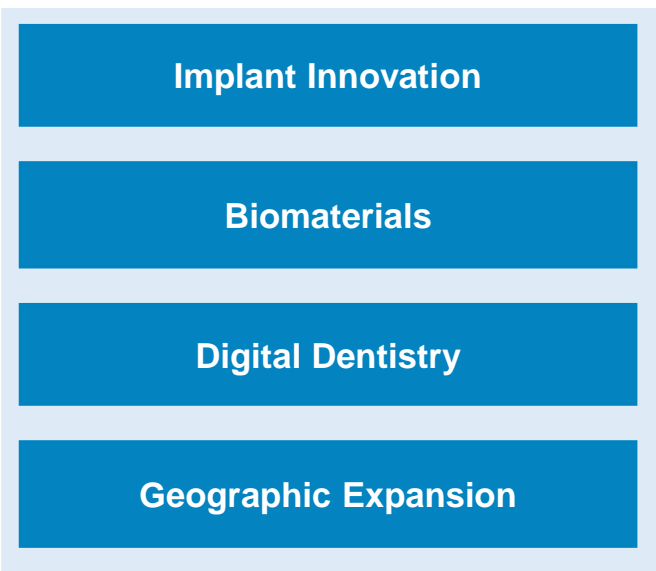 Implant Innovation
Biomaterials
Digital Dentistry
Geographic Expansion